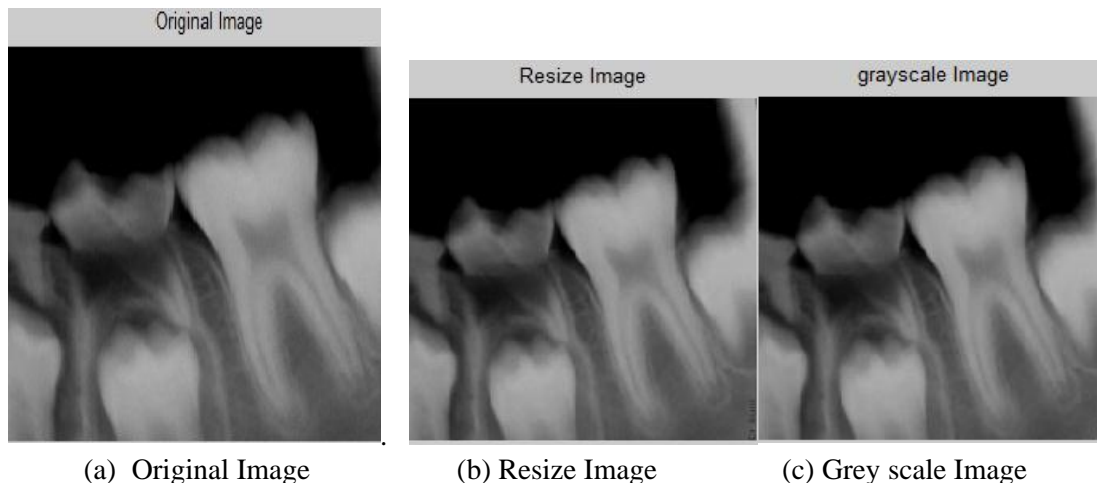 Original Image
Resize Image
grayscale Image
(a) Original Image
(b) Resize Image
(c) Grey scale Image